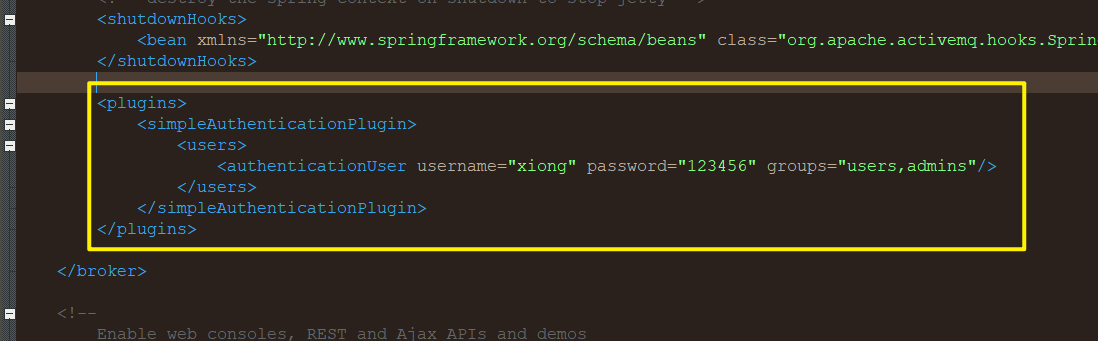 <!-- destroy the spring context on shutdown to stop jetty -->
<shutdownHooks>
<bean xmlns="http://www.springframework.org/schema/beans" class="org.apache.activemq.hooks.Spring
</shutdownHooks>
<plugins>
<simpleAuthenticationPlugin>
<users>
<authenticationUser username="xiong" password="123456" groups="users,admins"/>
</users>
</simpleAuthenticationPlugin>
</plugins>
</broker>
<!--
Enable web consoles, REST and Ajax APIs and demos